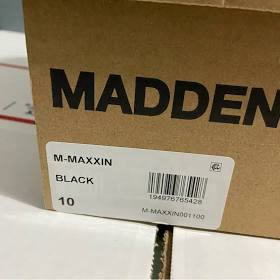 MADDEN
M-MAXXIN
BLACK
10
194976765428
M-MAXXIN001100